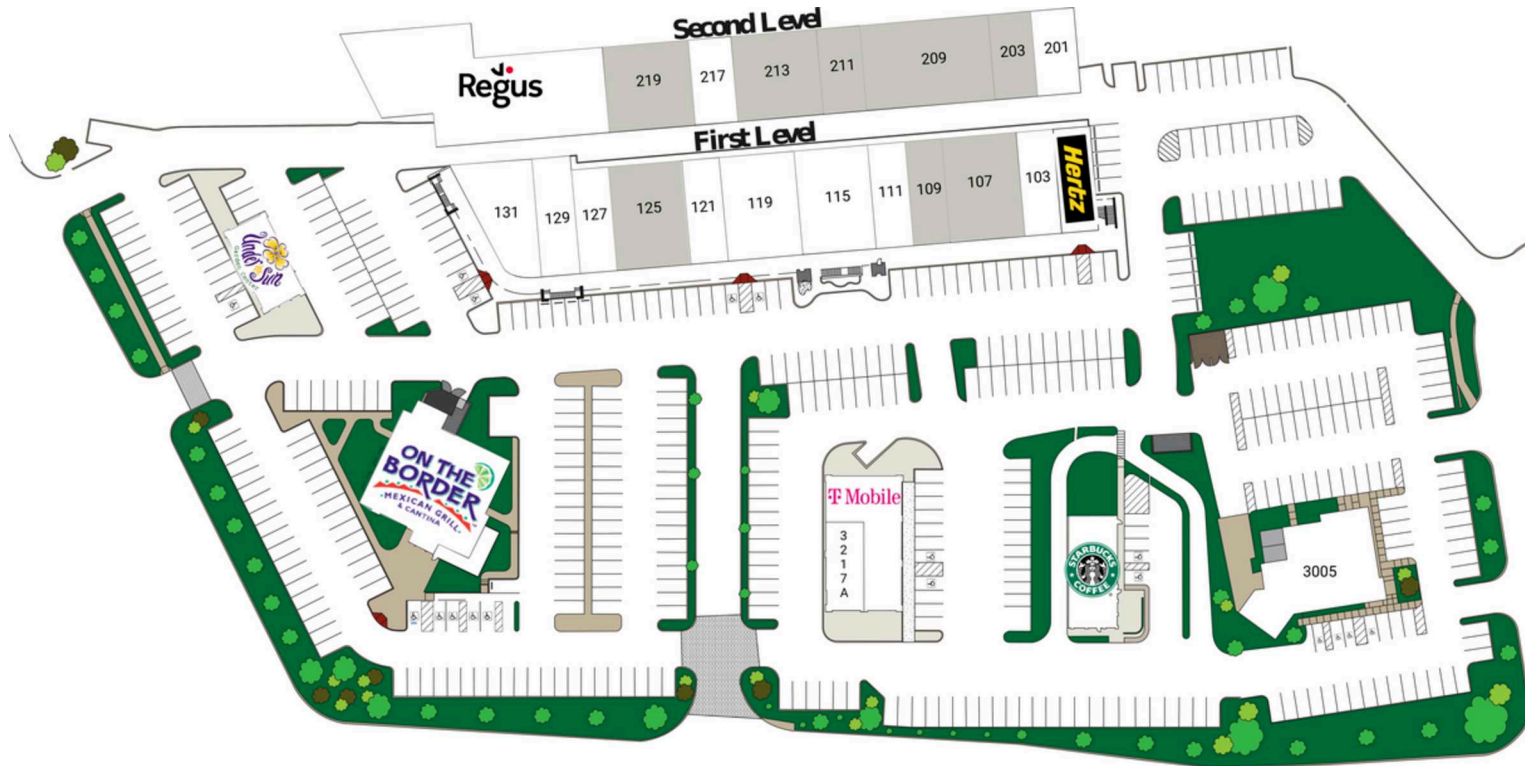 Second Level
Regus
219
217
213
211
209
203
201
First Level
131
129
127
125
121
119
115
111
109
107
103
Hertz
Under
Sun
ON THE
BORDER
MEXICAN GRILL
& CANTINA
T Mobile
3
2
1
7
A
STARBUCKS
COFFEE
3005